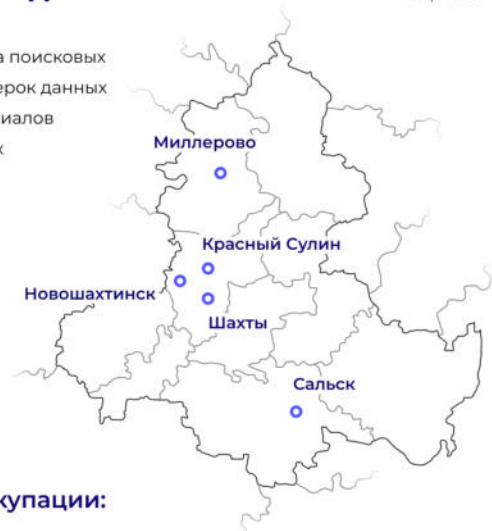 а поисковых
ерок данных
иалов
к
Миллерово
Красный Сулин
Новошахтинск
Шахты
Сальск
купации: